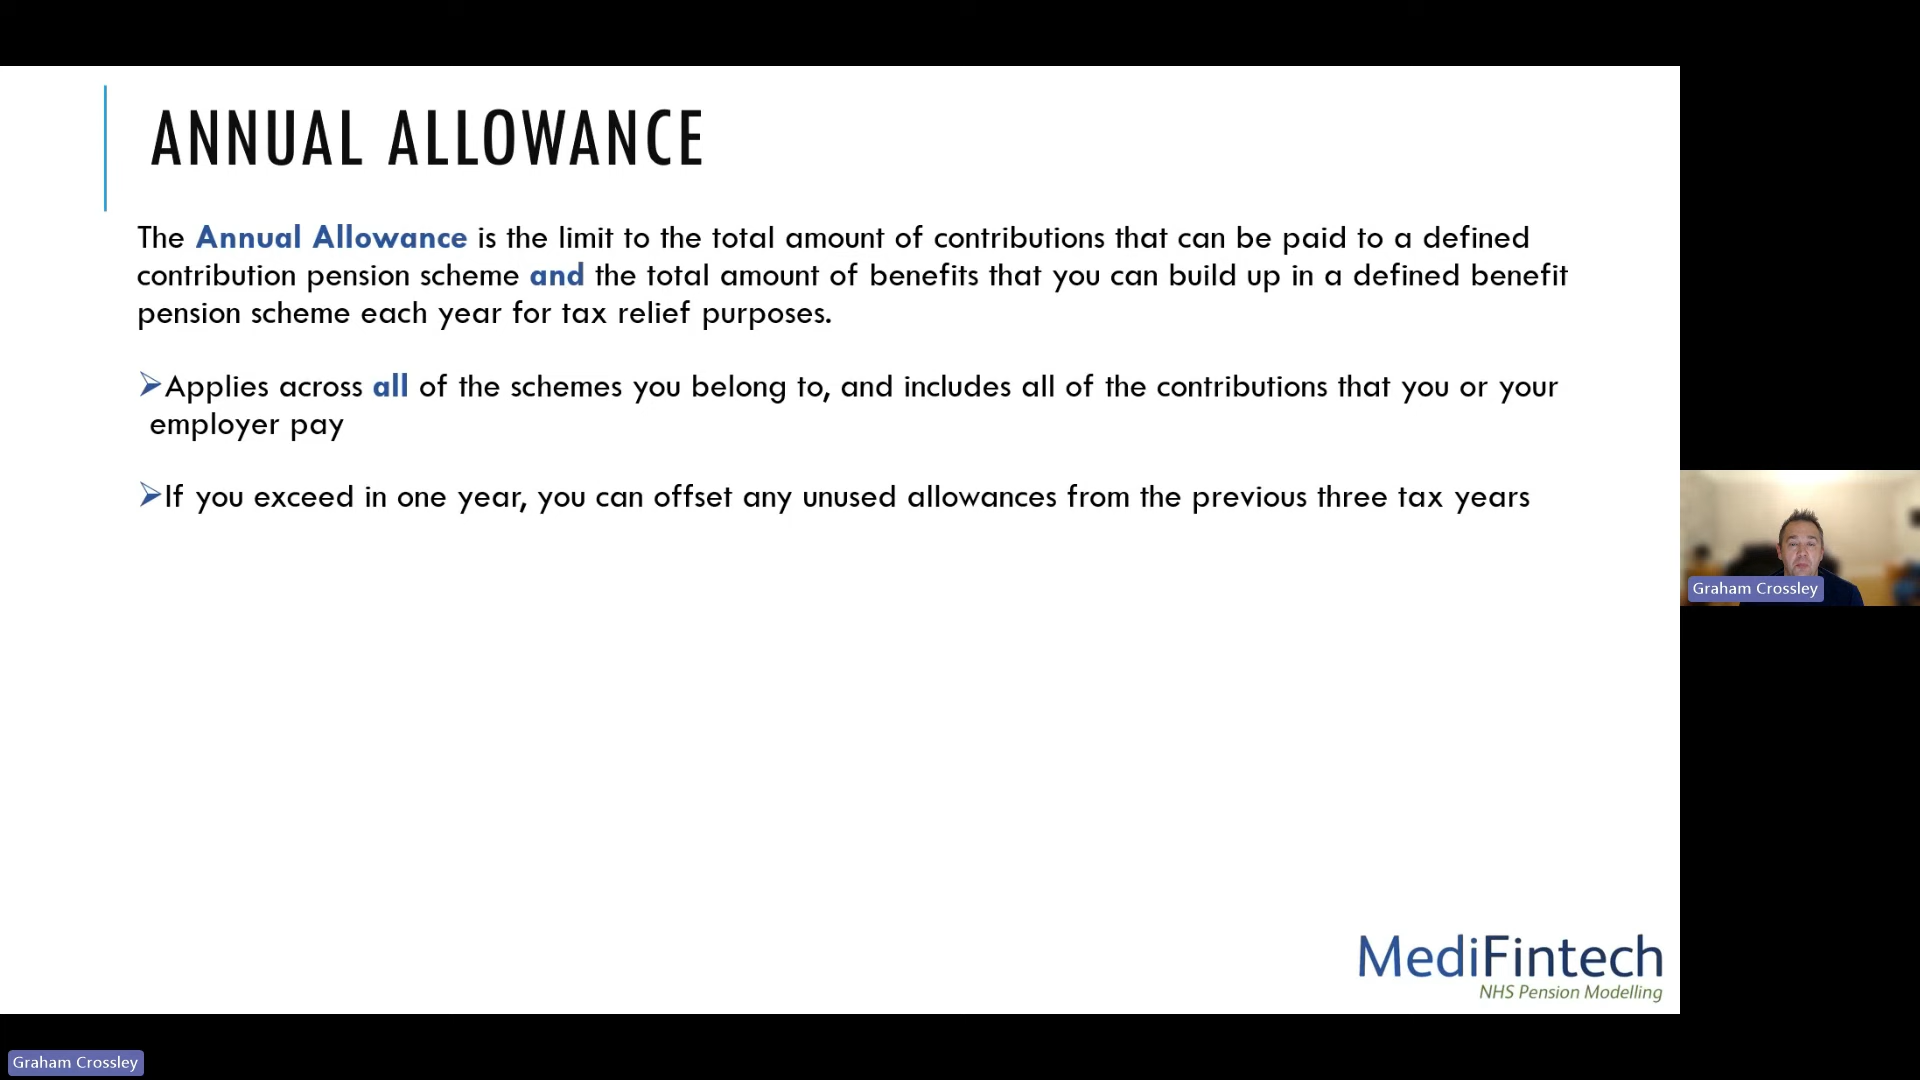 ANNUAL ALLOWANCE
The Annual Allowance is the limit to the total amount of contributions that can be paid to a defined
contribution pension scheme and the total amount of benefits that you can build up in a defined benefit
pension scheme each year for tax relief purposes.
Applies across all of the schemes you belong to, and includes all of the contributions that you or your
employer pay
If you exceed in one year, you can offset any unused allowances from the previous three tax years
Graham Crossley
MediFintech
NHS Pension Modelling
Graham Crossley